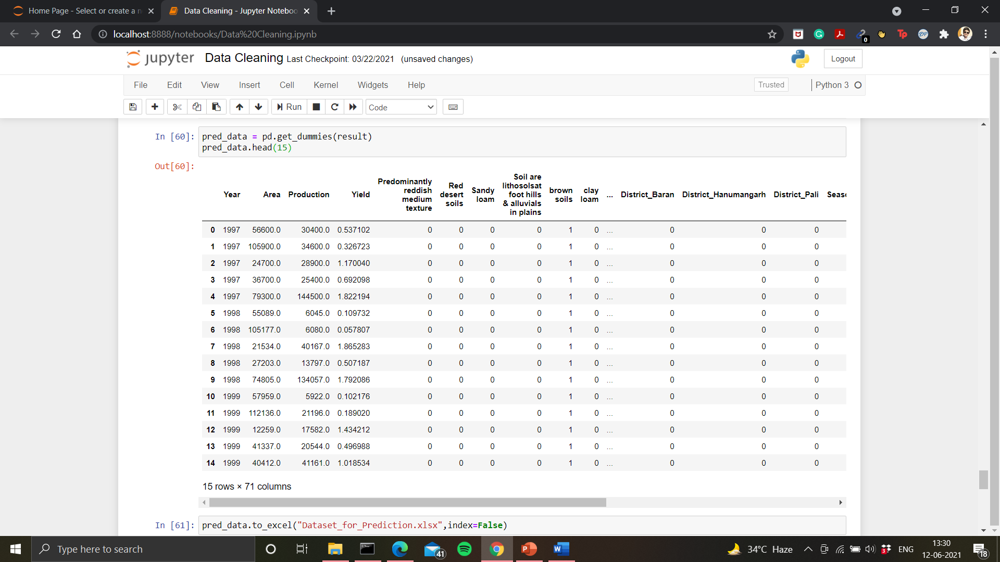 Home Page - Select or create a n
Data Cleaning - Jupyter Noteboo
localhost:8888/notebooks/Data%20Cleaning.ipynb
0
Tp
DP
jupyter Data Cleaning Last Checkpoint: 03/22/2021 (unsaved changes)
Logout
File Edit View Insert Cell Kernel Widgets Help
Trusted
Python 3
Run
Code
In [60]: pred_data = pd.get_dummies(result)
pred_data.head(15)
Out[60]:
Year Area Production Yield Predominantly reddish medium texture Red desert soils Sandy loam Soil are lithosolsat foot hills & alluvials in plains brown soils clay loam ... District_Baran District_Hanumangarh District_Pali Seaso
0 1997 56600.0 30400.0 0.537102 0 0 0 0 1 0 ... 0 0 0
1 1997 105900.0 34600.0 0.326723 0 0 0 0 1 0 ... 0 0 0
2 1997 24700.0 28900.0 1.170040 0 0 0 0 1 0 ... 0 0 0
3 1997 36700.0 25400.0 0.692098 0 0 0 0 1 0 ... 0 0 0
4 1997 79300.0 144500.0 1.822194 0 0 0 0 1 0 ... 0 0 0
5 1998 55089.0 6045.0 0.109732 0 0 0 0 1 0 ... 0 0 0
6 1998 105177.0 6080.0 0.057807 0 0 0 0 1 0 ... 0 0 0
7 1998 21534.0 40167.0 1.865283 0 0 0 0 1 0 ... 0 0 0
8 1998 27203.0 13797.0 0.507187 0 0 0 0 1 0 ... 0 0 0
9 1998 74805.0 134057.0 1.792086 0 0 0 0 1 0 ... 0 0 0
10 1999 57959.0 5922.0 0.102176 0 0 0 0 1 0 ... 0 0 0
11 1999 112136.0 21196.0 0.189020 0 0 0 0 1 0 ... 0 0 0
12 1999 12259.0 17582.0 1.434212 0 0 0 0 1 0 ... 0 0 0
13 1999 41337.0 20544.0 0.496988 0 0 0 0 1 0 ... 0 0 0
14 1999 40412.0 41161.0 1.018534 0 0 0 0 1 0 ... 0 0 0
15 rows × 71 columns
In [61]: pred_data.to_excel("Dataset_for_Prediction.xlsx",index=False)
Type here to search
41
34°C Haze
3
ENG
13:30
12-06-2021
18